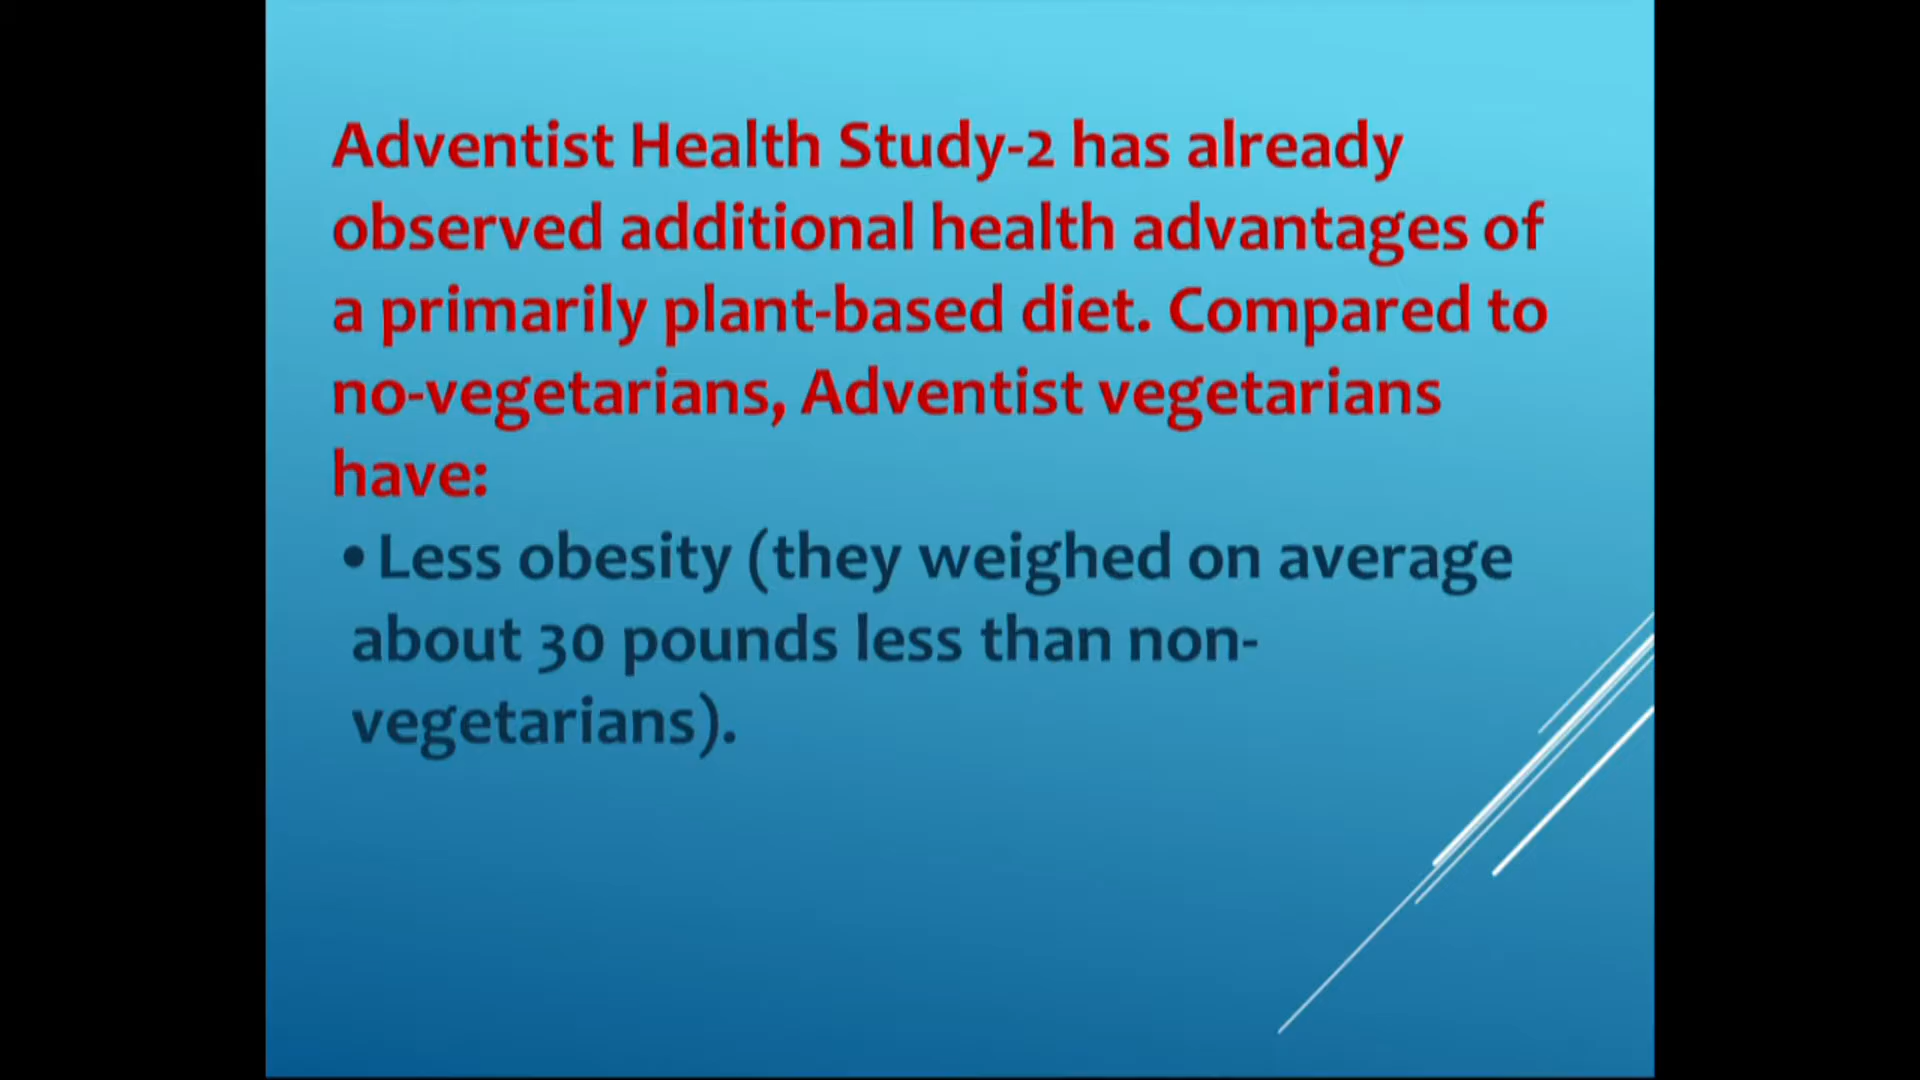 Adventist Health Study-2 has already
observed additional health advantages of
a primarily plant-based diet. Compared to
no-vegetarians, Adventist vegetarians
have:
• Less obesity (they weighed on average
about 30 pounds less than non-
vegetarians).